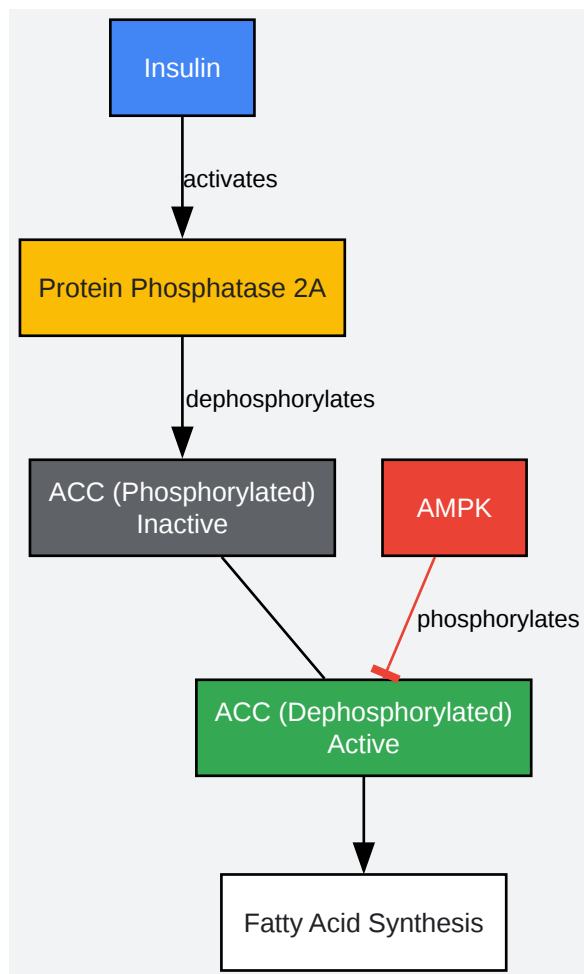 Insulin
activates
Protein Phosphatase 2A
dephosphorylates
ACC (Phosphorylated)
Inactive
AMPK
phosphorylates
ACC (Dephosphorylated)
Active
Fatty Acid Synthesis